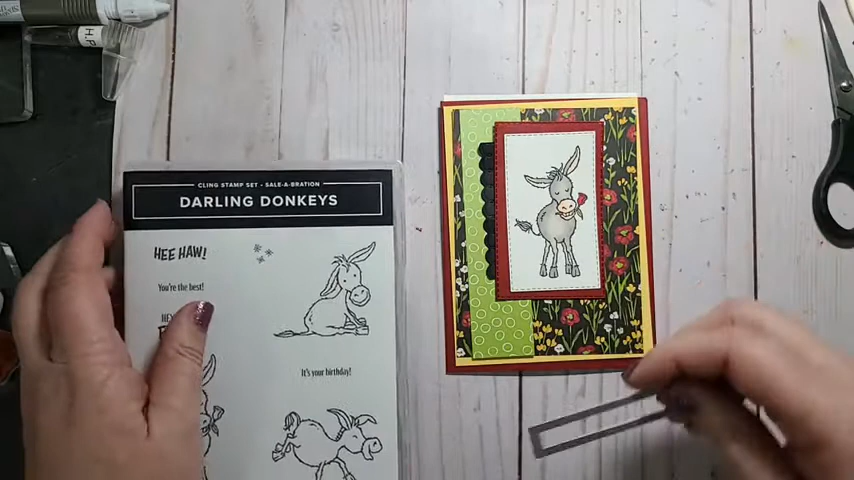 H.P
CLING STAMP SET • SALE-A-BRATION
DARLING DONKEYS
HEE HAW!
You're the best!
It's your birthday!